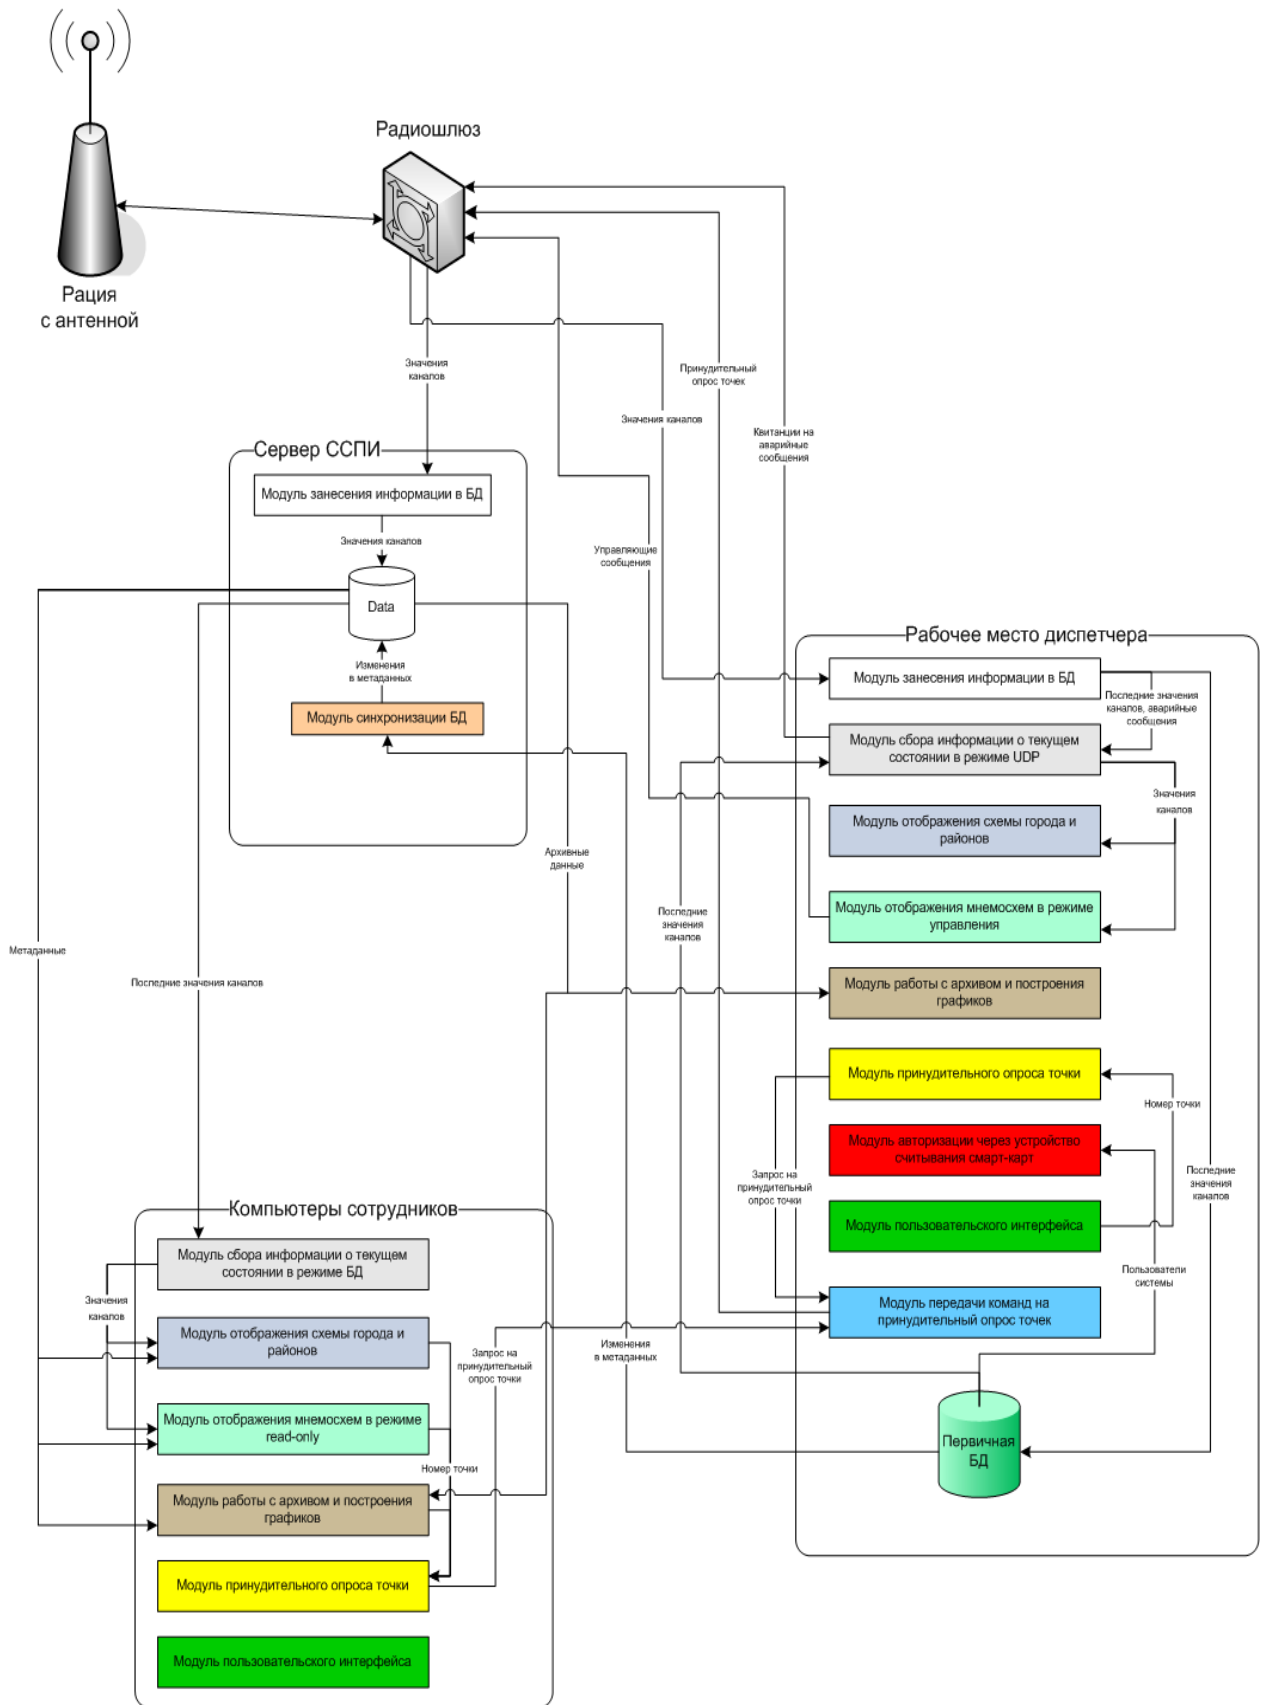 Радиошлюз
Рация
с антенной
Значения
каналов
Принудительный
опрос точек
Значения каналов
Квитанции на
аварийные
сообщения
Управляющие
сообщения
Сервер ССПИ
Модуль занесения информации в БД
Значения каналов
Data
Изменения
в метаданных
Модуль синхронизации БД
Архивные
данные
Метаданные
Последние значения каналов
Последние
значения
каналов
Изменения
в метаданных
Рабочее место диспетчера
Модуль занесения информации в БД
Последние значения
каналов, аварийные
сообщения
Модуль сбора информации о текущем
состоянии в режиме UDP
Значения
каналов
Модуль отображения схемы города и
районов
Модуль отображения мнемосхем в режиме
управления
Модуль работы с архивом и построения
графиков
Модуль принудительного опроса точки
Номер точки
Модуль авторизации через устройство
считывания смарт-карт
Запрос на
принудительный
опрос точки
Последние
значения
каналов
Модуль пользовательского интерфейса
Пользователи
системы
Модуль передачи команд на
принудительный опрос точек
Первичная
БД
Компьютеры сотрудников
Модуль сбора информации о текущем
состоянии в режиме БД
Значения
каналов
Модуль отображения схемы города и
районов
Запрос на
принудительный
опрос точки
Модуль отображения мнемосхем в режиме
read-only
Номер точки
Модуль работы с архивом и построения
графиков
Модуль принудительного опроса точки
Модуль пользовательского интерфейса